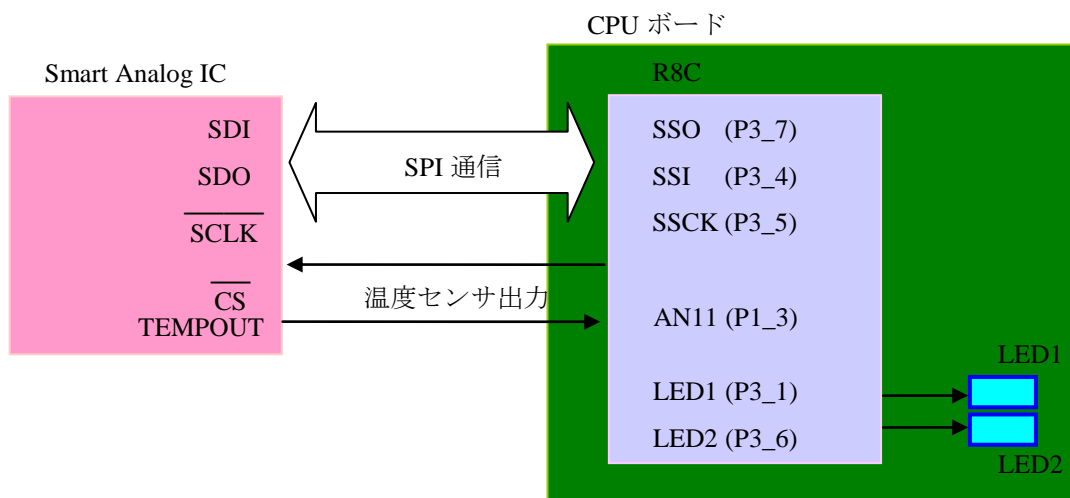 CPU ボード
Smart Analog IC
R8C
SDI
SDO
SCLK
CS
TEMPOUT
SPI 通信
温度センサ出力
SSO (P3_7)
SSI (P3_4)
SSCK (P3_5)
AN11 (P1_3)
LED1 (P3_1)
LED2 (P3_6)
LED1
LED2